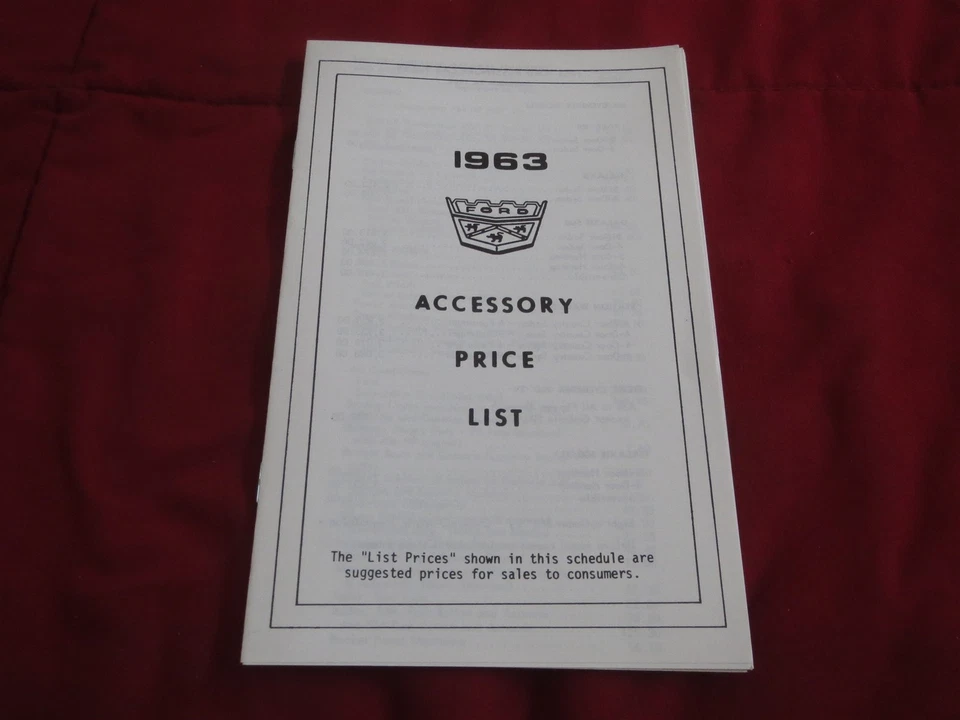 1963
FORD
ACCESSORY
PRICE
LIST
The "List Prices" shown in this schedule are
suggested prices for sales to consumers.